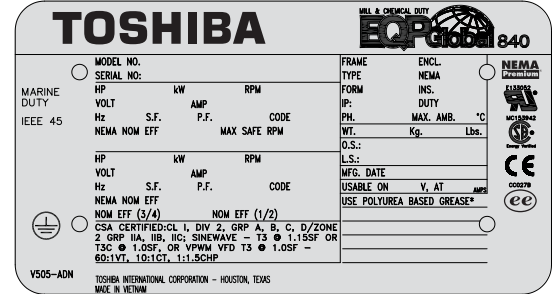 TOSHIBA
MILL & CHEMICAL DUTY
EQP Global 840
MARINE
DUTY
IEEE 45
MODEL NO.
SERIAL NO:
HP kW RPM
VOLT AMP
Hz S.F. P.F. CODE
NEMA NOM EFF MAX SAFE RPM
HP kW RPM
VOLT AMP
Hz S.F. P.F. CODE
NEMA NOM EFF
NOM EFF (3/4) NOM EFF (1/2)
CSA CERTIFIED:CL I, DIV 2, GRP A, B, C, D/ZONE
2 GRP IIA, IIB, IIC; SINEWAVE - T3 @ 1.15SF OR
T3C @ 1.0SF, OR VPWM VFD T3 @ 1.0SF -
60:1VT, 10:1CT, 1:1.5CHP
FRAME ENCL.
TYPE NEMA
FORM INS.
IP: DUTY
PH. MAX. AMB. °C
WT. Kg. Lbs.
O.S.:
L.S.:
MFG. DATE
USABLE ON V, AT AMPS
USE POLYUREA BASED GREASE*
NEMA
Premium
E133052
MC153942
Energy Verified
CE
CC027B
ee
V505-ADN
TOSHIBA INTERNATIONAL CORPORATION - HOUSTON, TEXAS
MADE IN VIETNAM